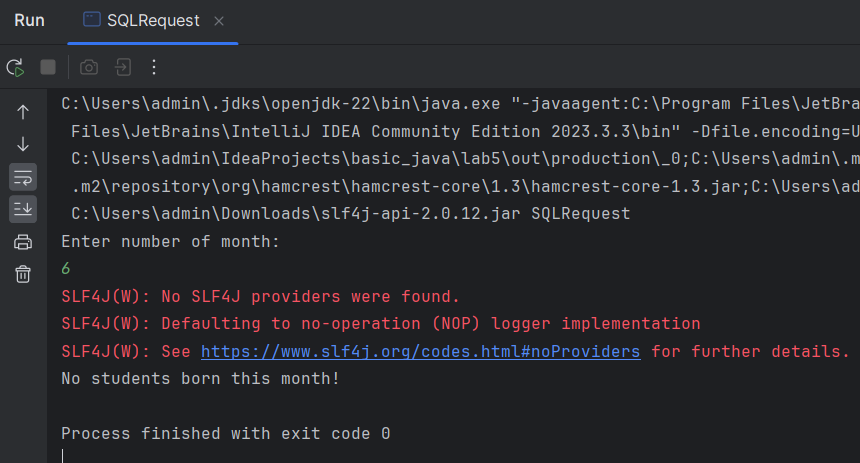 Run
SQLRequest
C:\Users\admin\.jdks\openjdk-22\bin\java.exe "-javaagent:C:\Program Files\JetBra
Files\JetBrains\IntelliJ IDEA Community Edition 2023.3.3\bin" -Dfile.encoding=U
C:\Users\admin\IdeaProjects\basic_java\lab5\out\production\_0;C:\Users\admin\.m
.m2\repository\org\hamcrest\hamcrest-core\1.3\hamcrest-core-1.3.jar;C:\Users\ad
C:\Users\admin\Downloads\slf4j-api-2.0.12.jar SQLRequest
Enter number of month:
6
SLF4J(W): No SLF4J providers were found.
SLF4J(W): Defaulting to no-operation (NOP) logger implementation
SLF4J(W): See https://www.slf4j.org/codes.html#noProviders for further details.
No students born this month!
Process finished with exit code 0